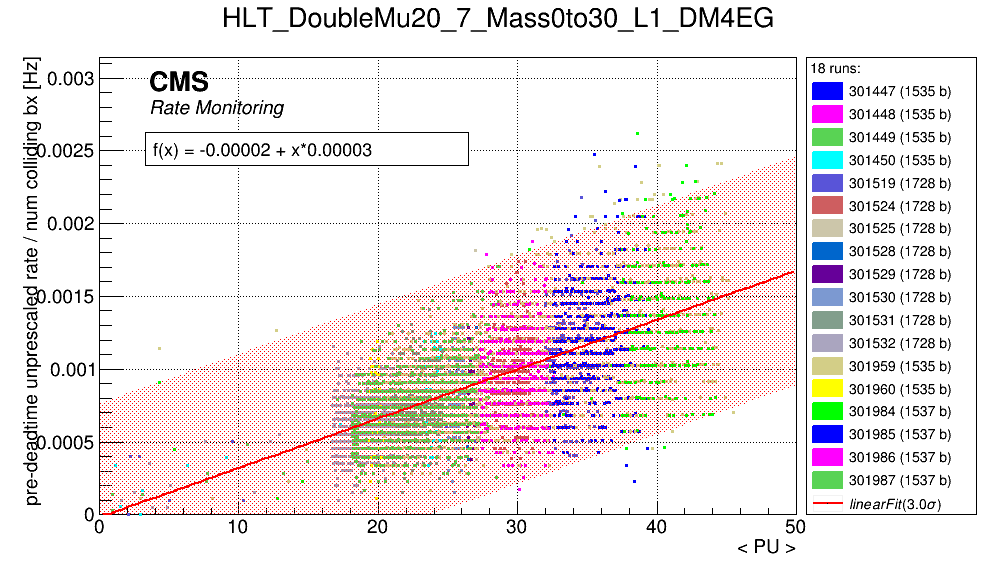 HLT_DoubleMu20_7_Mass0to30_L1_DM4EG
pre-deadtime unprescaled rate / num colliding bx [Hz]
0.003
0.0025
0.002
0.0015
0.001
0.0005
0
CMS
Rate Monitoring
f(x) = -0.00002 + x*0.00003
0 10 20 30 40 50
< PU >
18 runs:
301447 (1535 b)
301448 (1535 b)
301449 (1535 b)
301450 (1535 b)
301519 (1728 b)
301524 (1728 b)
301525 (1728 b)
301528 (1728 b)
301529 (1728 b)
301530 (1728 b)
301531 (1728 b)
301532 (1728 b)
301959 (1535 b)
301960 (1535 b)
301984 (1537 b)
301985 (1537 b)
301986 (1537 b)
301987 (1537 b)
linearFit(3.0σ)